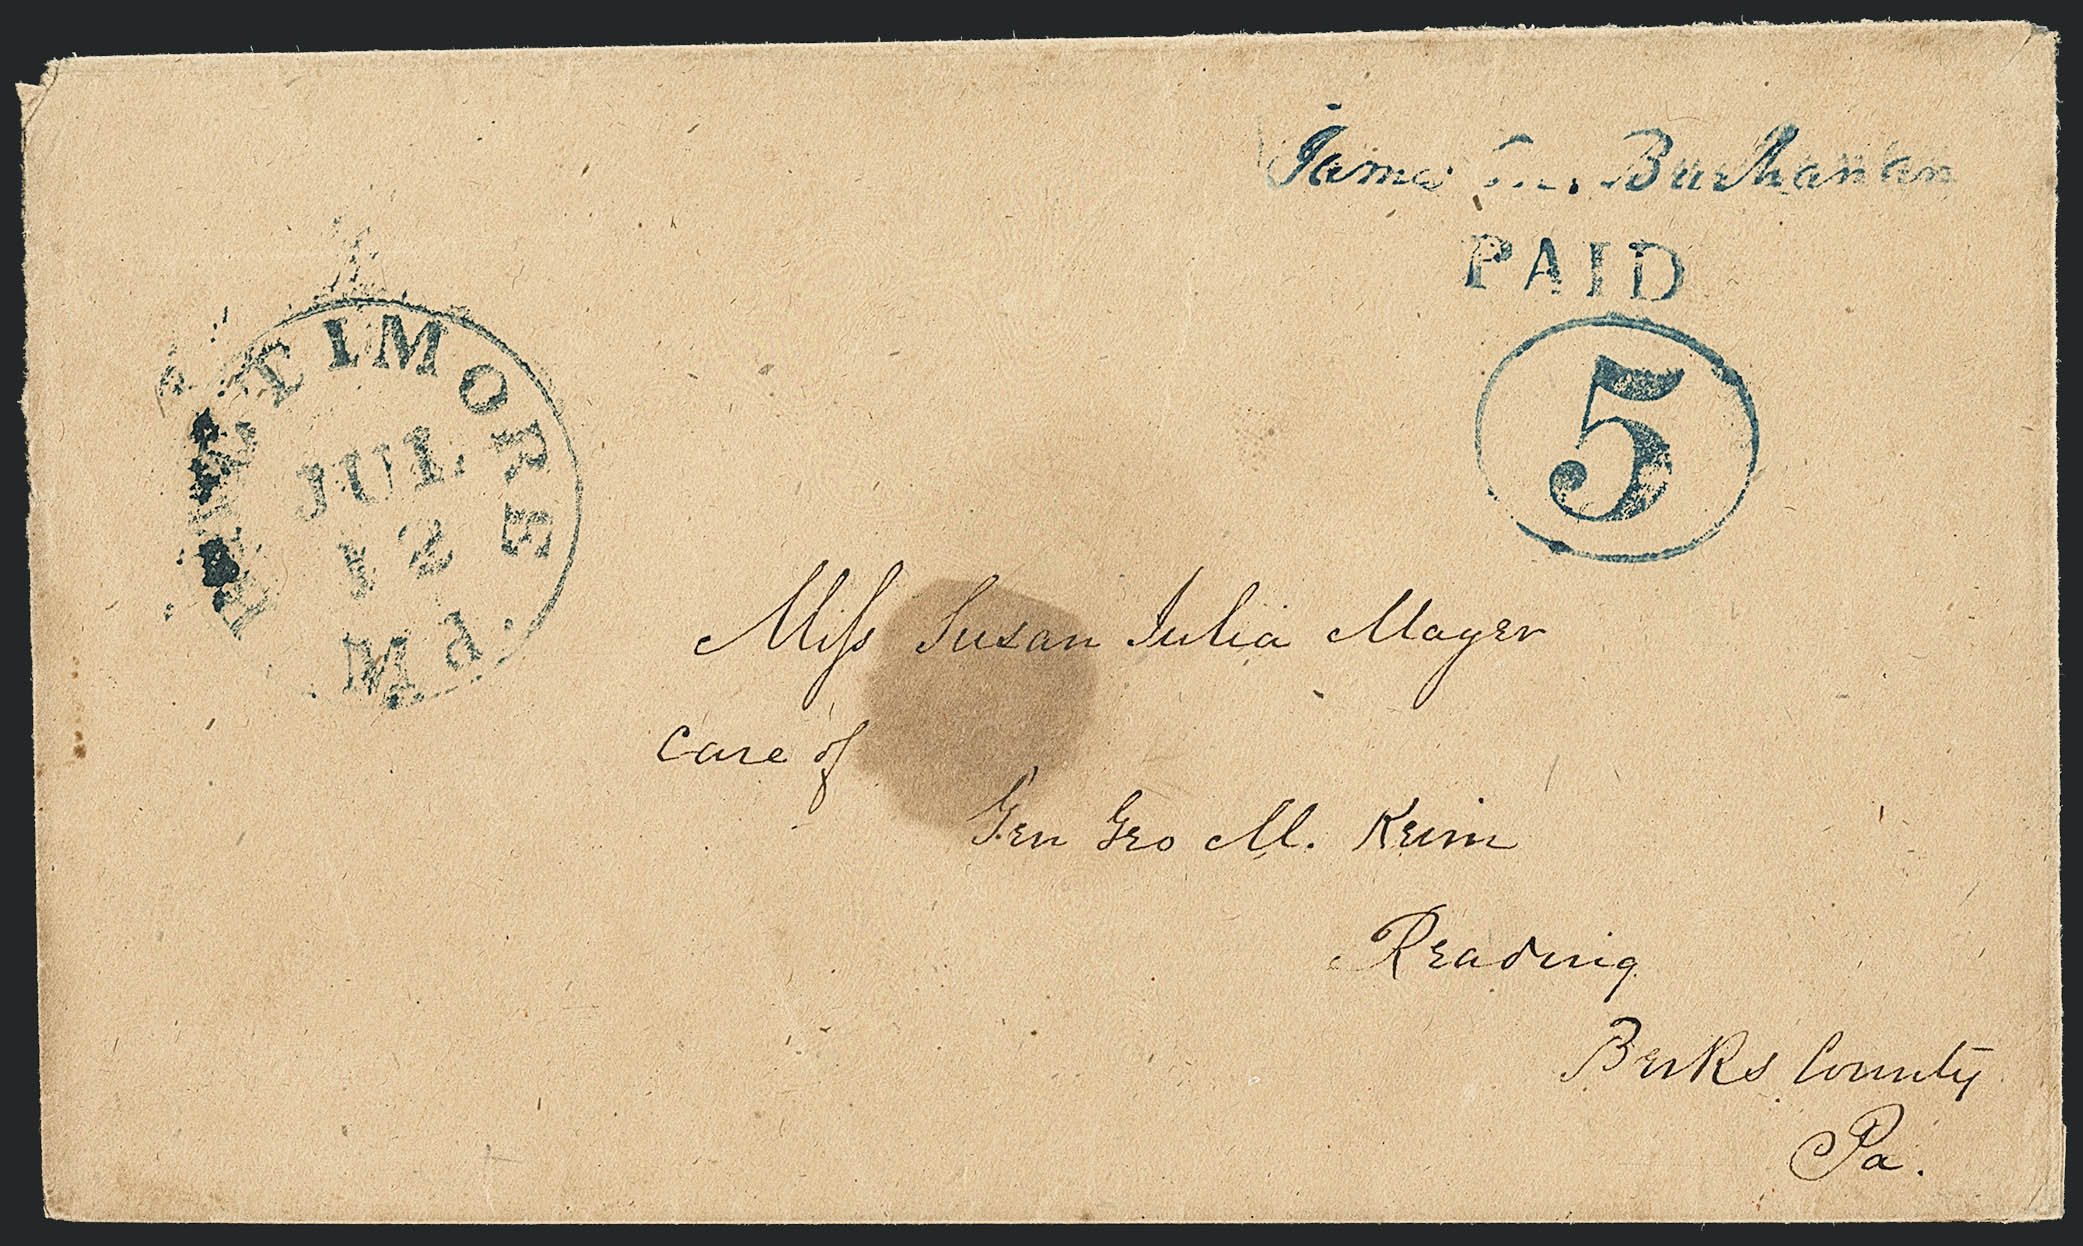 James M. Buchanan
PAID
5
BALTIMORE
JUL
12
Md.
Miss Susan Julia Mayer
care of
Gen Geo M. Keim
Reading
Berks County
Pa.